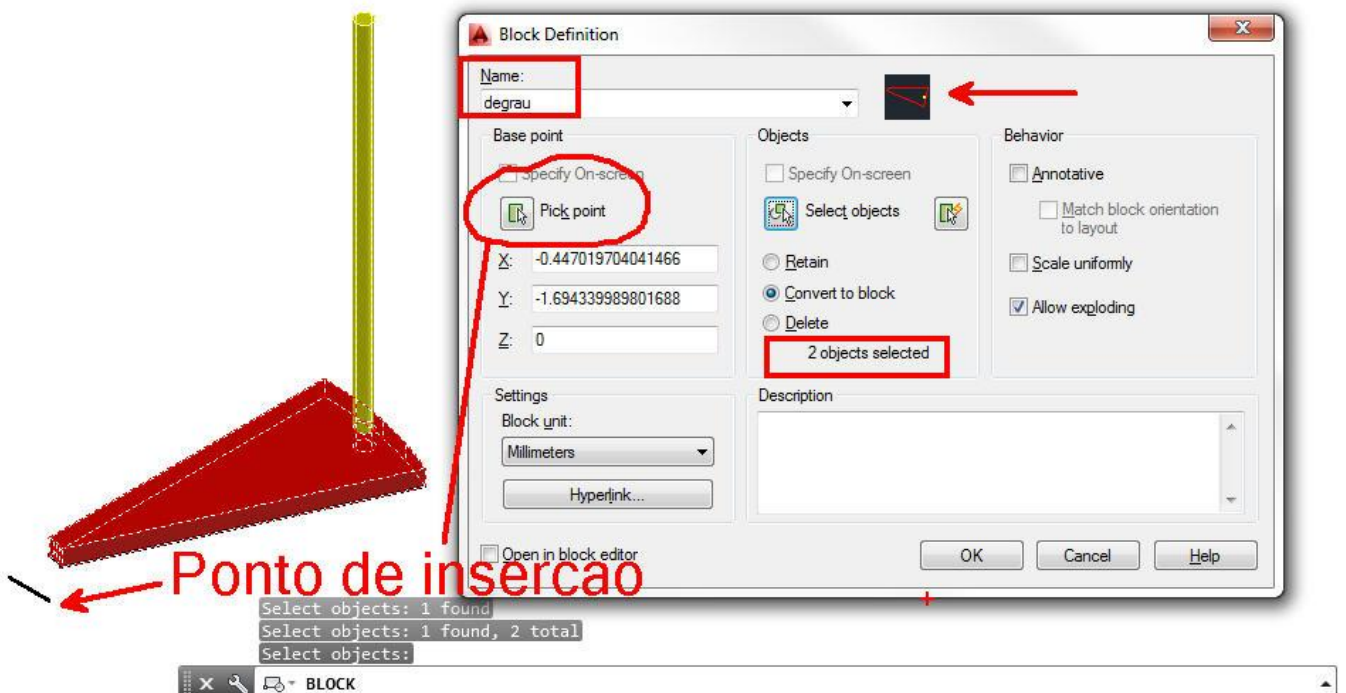 Block Definition
X
Name:
degrau
Base point
Specify On-screen
Pick point
X: -0.447019704041466
Y: -1.694339989801688
Z: 0
Objects
Specify On-screen
Select objects
Retain
Convert to block
Delete
2 objects selected
Behavior
Annotative
Match block orientation
to layout
Scale uniformly
Allow exploding
Settings
Block unit:
Millimeters
Hyperlink...
Description
Open in block editor
OK Cancel Help
Ponto de insercao
Select objects: 1 found
Select objects: 1 found, 2 total
Select objects:
BLOCK